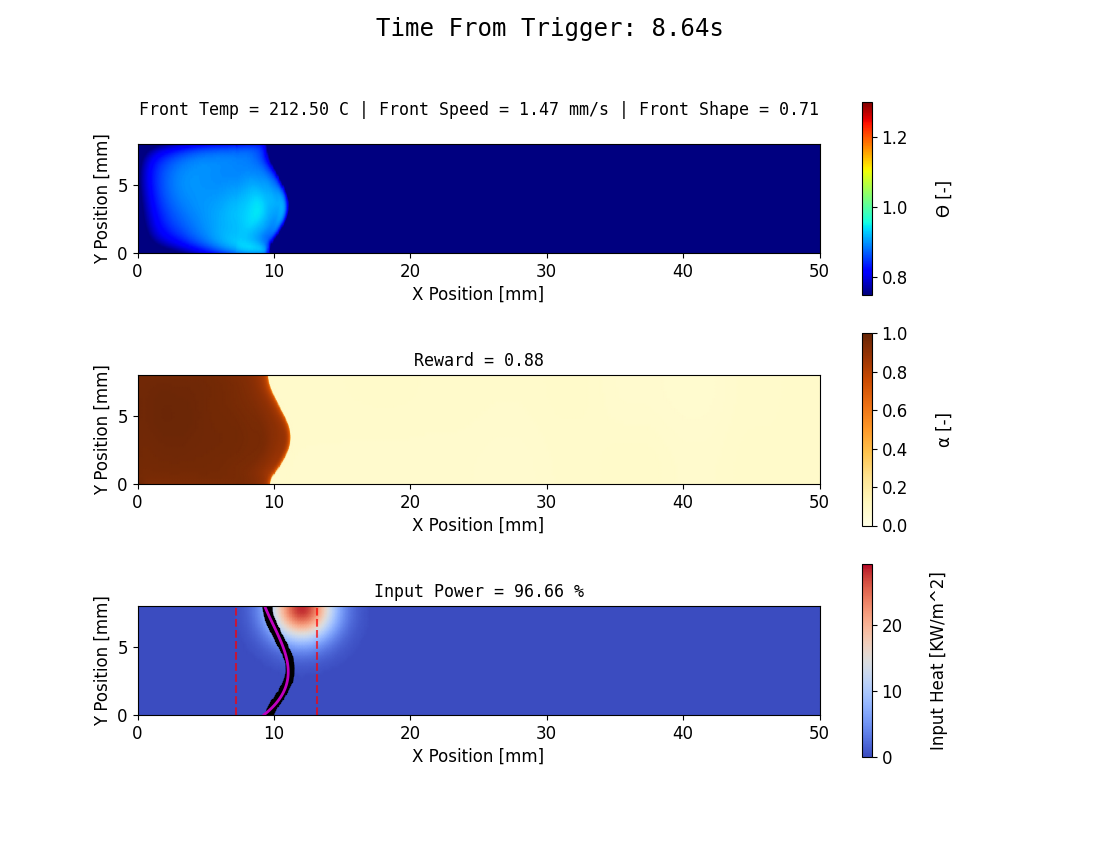 Time From Trigger: 8.64s
Front Temp = 212.50 C | Front Speed = 1.47 mm/s | Front Shape = 0.71
Y Position [mm]
5
0
0 10 20 30 40 50
X Position [mm]
1.2
1.0
0.8
Θ [-]
Reward = 0.88
Y Position [mm]
5
0
0 10 20 30 40 50
X Position [mm]
1.0
0.8
0.6
0.4
0.2
0.0
α [-]
Input Power = 96.66 %
Y Position [mm]
5
0
0 10 20 30 40 50
X Position [mm]
20
10
0
Input Heat [KW/m^2]